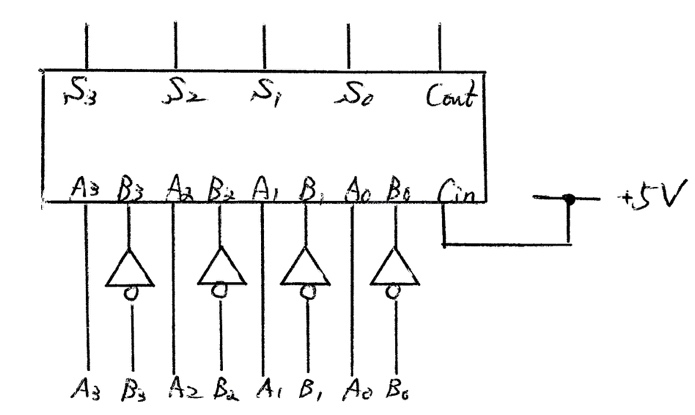 S3 S2 S1 S0 Cout
A3 B3 A2 B2 A1 B1 A0 B0 Cin
+5V
A3 B3 A2 B2 A1 B1 A0 B0